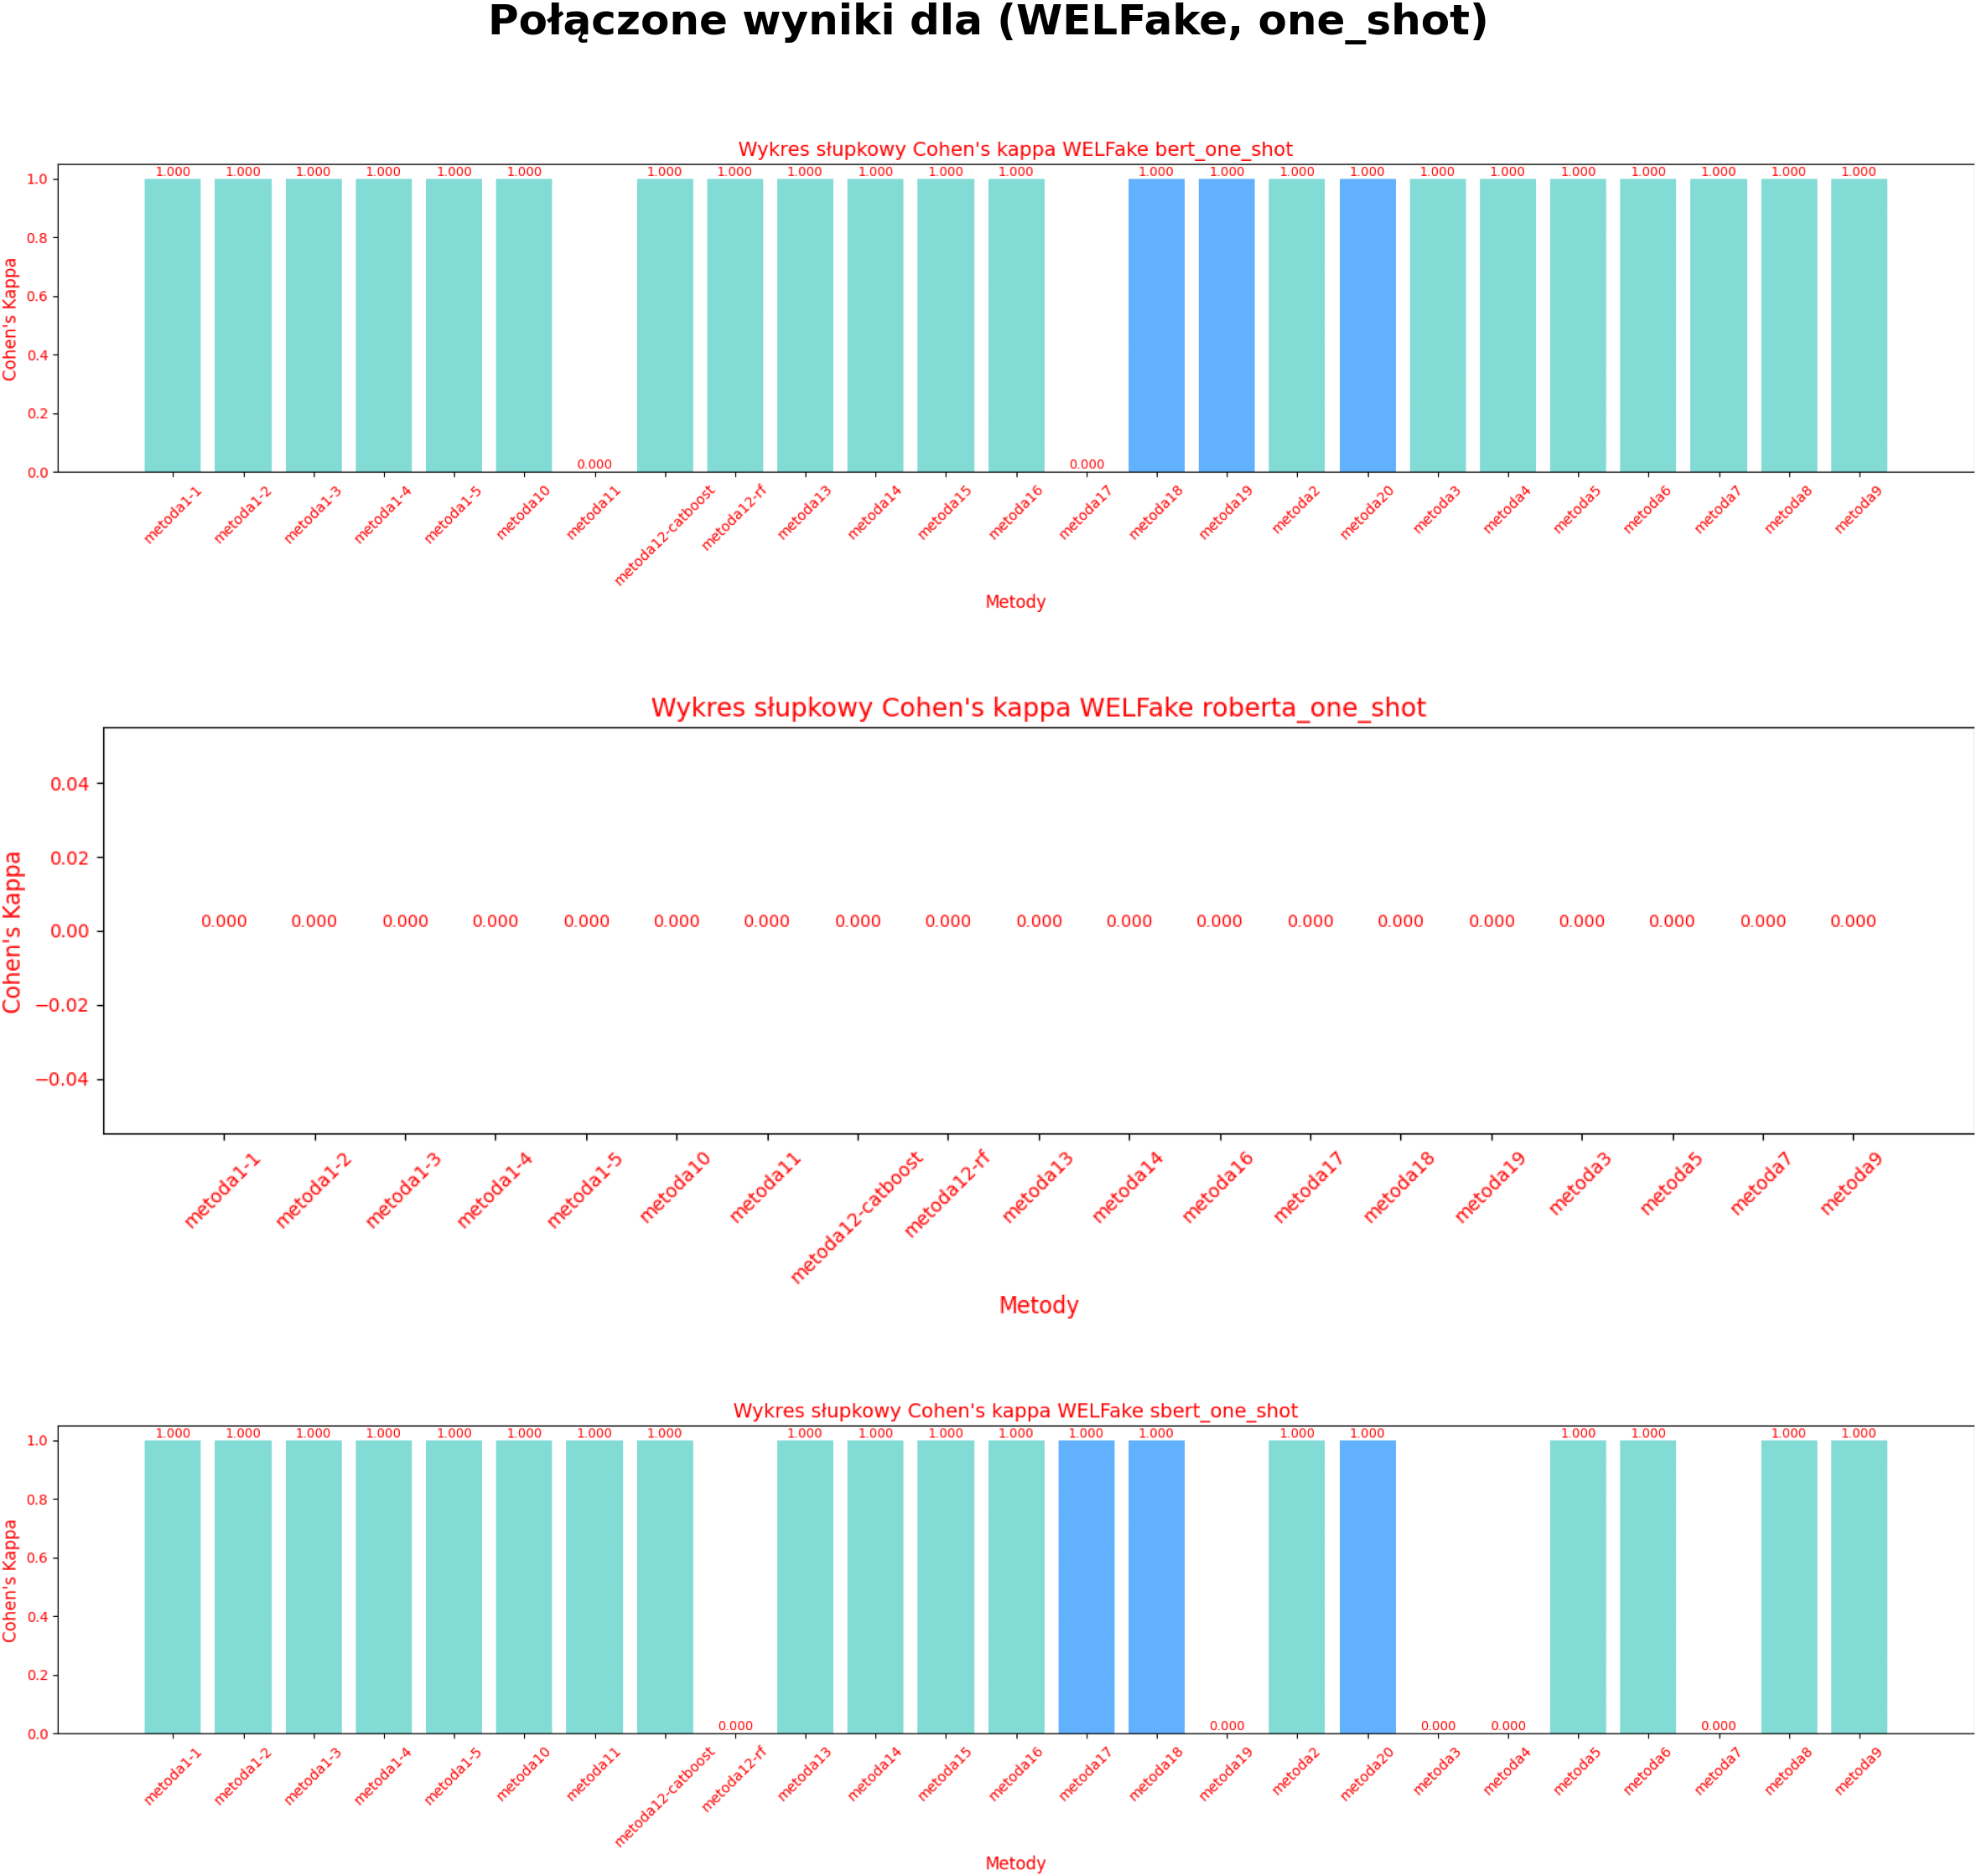 Połączone wyniki dla (WELFake, one_shot)
Wykres słupkowy Cohen's kappa WELFake bert_one_shot
1.000 1.000 1.000 1.000 1.000 1.000 0.000 1.000 1.000 1.000 1.000 1.000 1.000 0.000 1.000 1.000 1.000 1.000 1.000 1.000 1.000 1.000 1.000 1.000 1.000
1.0
0.8
0.6
0.4
0.2
0.0
Cohen's Kappa
metoda1-1 metoda1-2 metoda1-3 metoda1-4 metoda1-5 metoda10 metoda11 metoda12-catboost metoda12-rf metoda13 metoda14 metoda15 metoda16 metoda17 metoda18 metoda19 metoda2 metoda20 metoda3 metoda4 metoda5 metoda6 metoda7 metoda8 metoda9
Metody
Wykres słupkowy Cohen's kappa WELFake roberta_one_shot
0.04
0.02
0.00
−0.02
−0.04
Cohen's Kappa
0.000 0.000 0.000 0.000 0.000 0.000 0.000 0.000 0.000 0.000 0.000 0.000 0.000 0.000 0.000 0.000 0.000 0.000 0.000
metoda1-1 metoda1-2 metoda1-3 metoda1-4 metoda1-5 metoda10 metoda11 metoda12-catboost metoda12-rf metoda13 metoda14 metoda16 metoda17 metoda18 metoda19 metoda3 metoda5 metoda7 metoda9
Metody
Wykres słupkowy Cohen's kappa WELFake sbert_one_shot
1.000 1.000 1.000 1.000 1.000 1.000 1.000 1.000 0.000 1.000 1.000 1.000 1.000 1.000 1.000 0.000 1.000 1.000 0.000 0.000 1.000 1.000 0.000 1.000 1.000
1.0
0.8
0.6
0.4
0.2
0.0
Cohen's Kappa
metoda1-1 metoda1-2 metoda1-3 metoda1-4 metoda1-5 metoda10 metoda11 metoda12-catboost metoda12-rf metoda13 metoda14 metoda15 metoda16 metoda17 metoda18 metoda19 metoda2 metoda20 metoda3 metoda4 metoda5 metoda6 metoda7 metoda8 metoda9
Metody